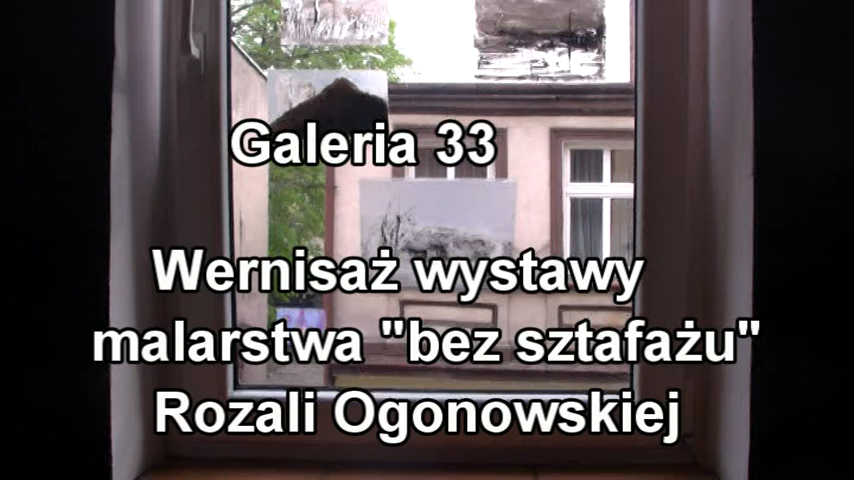 Galeria 33
Wernisaż wystawy
malarstwa "bez sztafażu"
Rozali Ogonowskiej